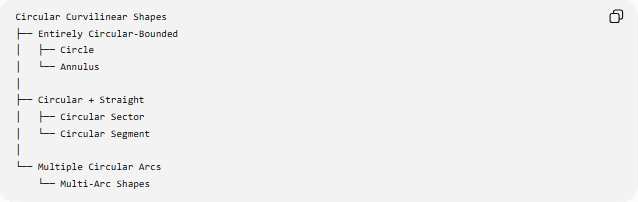 Circular Curvilinear Shapes
├── Entirely Circular-Bounded
│   ├── Circle
│   └── Annulus
│
├── Circular + Straight
│   ├── Circular Sector
│   └── Circular Segment
│
└── Multiple Circular Arcs
    └── Multi-Arc Shapes